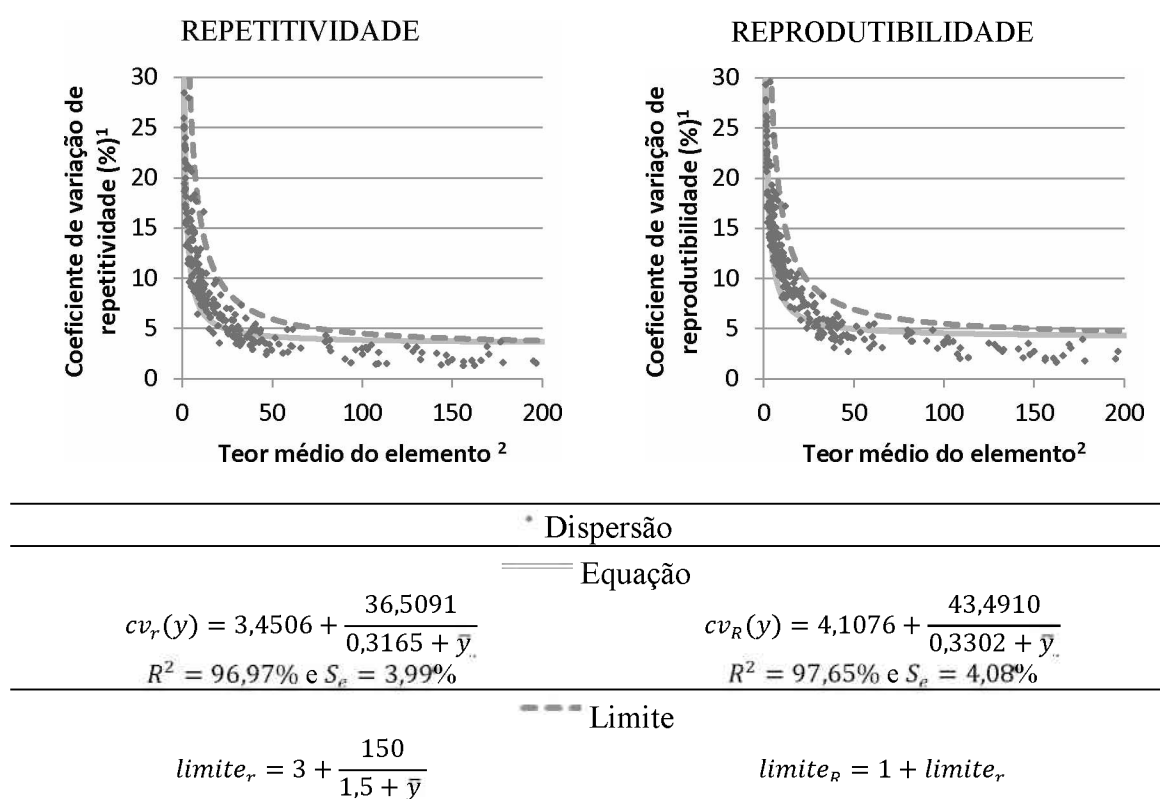 REPETITIVIDADE
Coeficiente de variação de
repetitividade (%)¹
30
25
20
15
10
5
0
0 50 100 150 200
Teor médio do elemento ²
REPRODUTIBILIDADE
Coeficiente de variação de
reprodutibilidade (%)¹
30
25
20
15
10
5
0
0 50 100 150 200
Teor médio do elemento²
Dispersão
Equação
cv_r(y) = 3,4506 + 36,5091 / (0,3165 + ȳ..)
R² = 96,97% e S_e = 3,99%
cv_R(y) = 4,1076 + 43,4910 / (0,3302 + ȳ..)
R² = 97,65% e S_e = 4,08%
Limite
limite_r = 3 + 150 / (1,5 + ȳ)
limite_R = 1 + limite_r